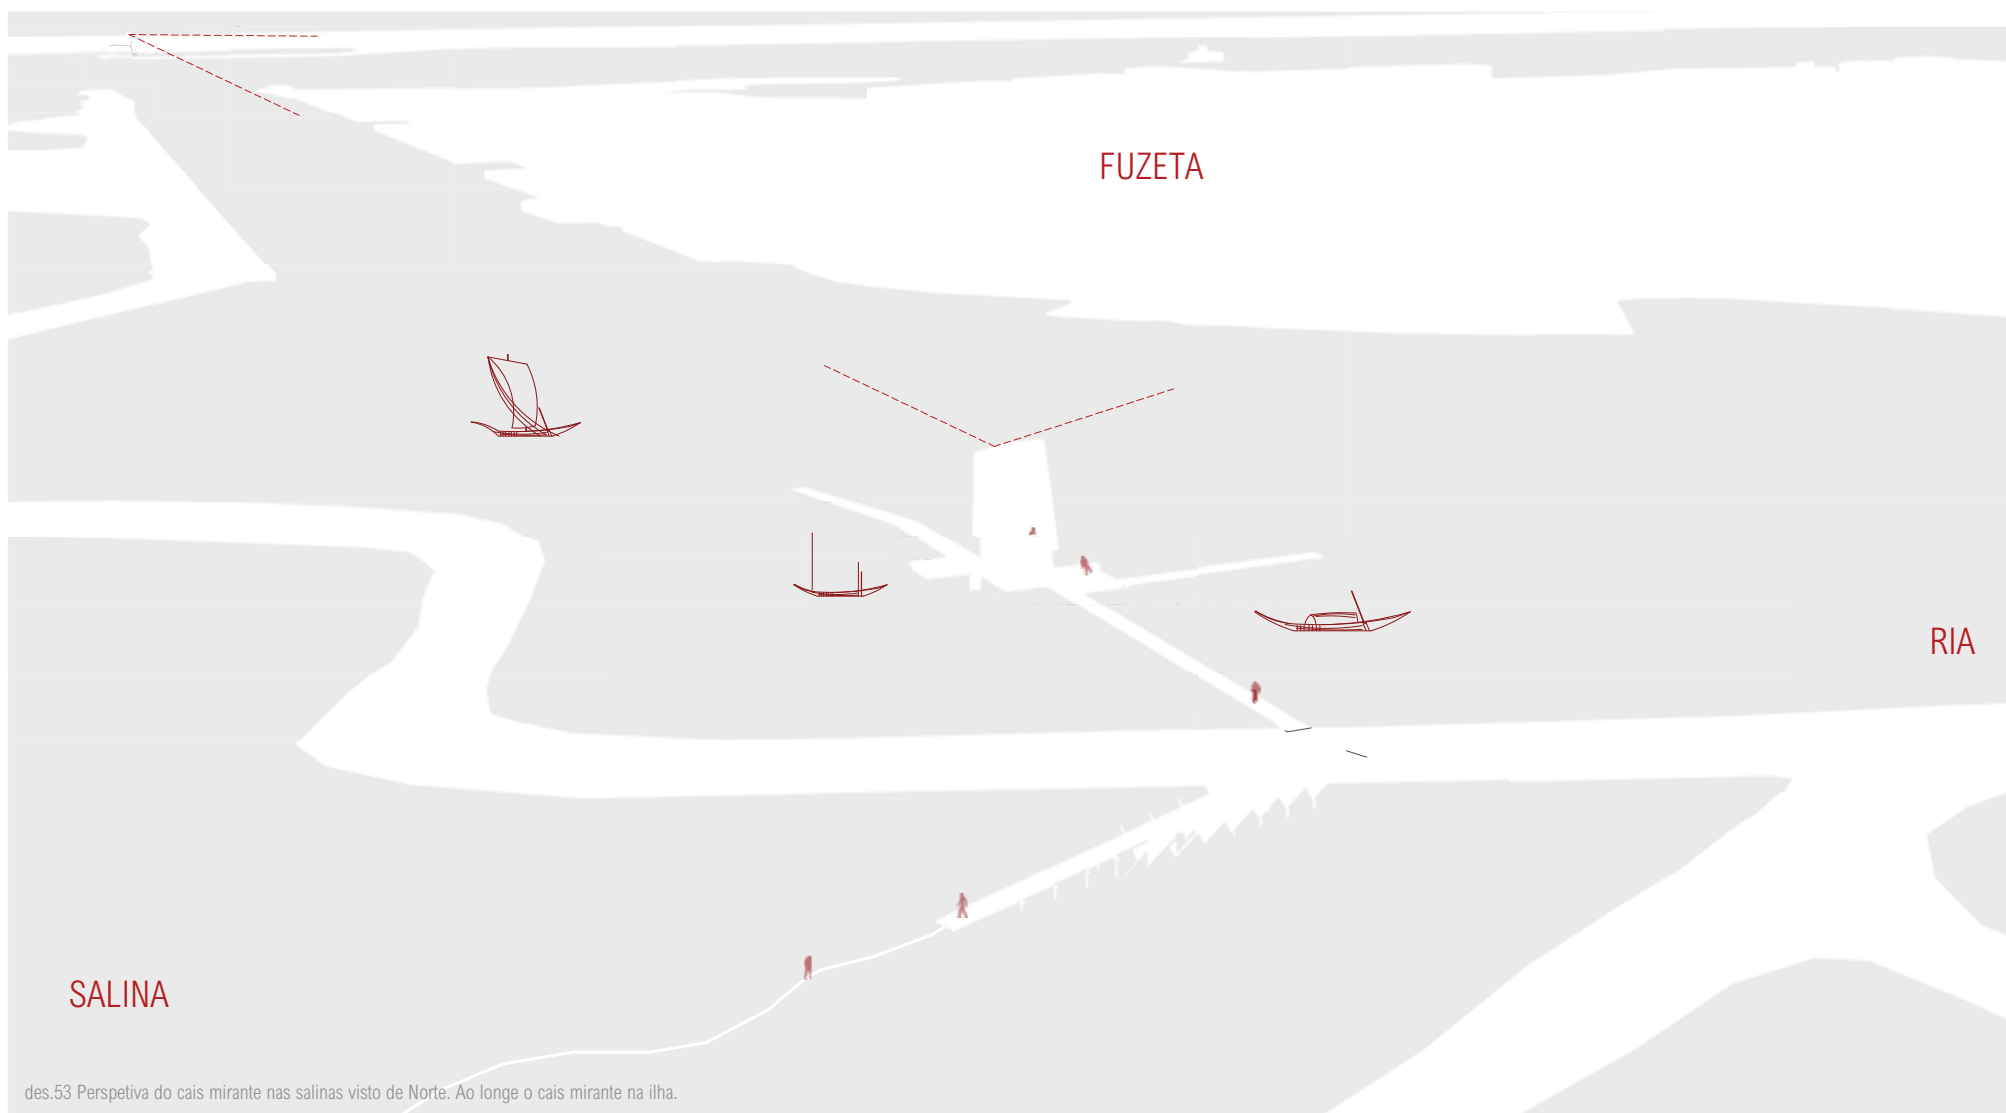 FUZETA
RIA
SALINA
des.53 Perspetiva do cais mirante nas salinas visto de Norte. Ao longe o cais mirante na ilha.